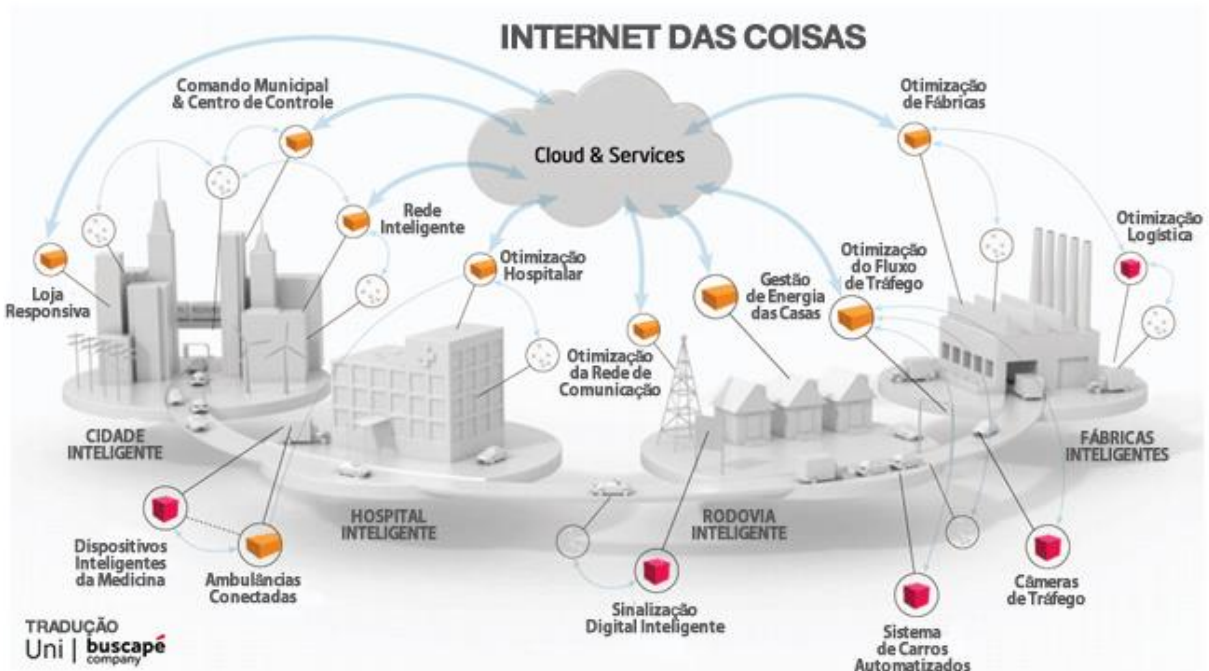 INTERNET DAS COISAS
Comando Municipal
& Centro de Controle
Otimização
de Fábricas
Cloud & Services
Rede
Inteligente
Otimização
Logística
Otimização
Hospitalar
Otimização
do Fluxo
de Tráfego
Gestão
de Energia
das Casas
Loja
Responsiva
Otimização
da Rede de
Comunicação
CIDADE
INTELIGENTE
FÁBRICAS
INTELIGENTES
HOSPITAL
INTELIGENTE
RODOVIA
INTELIGENTE
Dispositivos
Inteligentes
da Medicina
Ambulâncias
Conectadas
Sinalização
Digital Inteligente
Câmeras
de Tráfego
Sistema
de Carros
Automatizados
TRADUÇÃO
Uni | buscapé
company